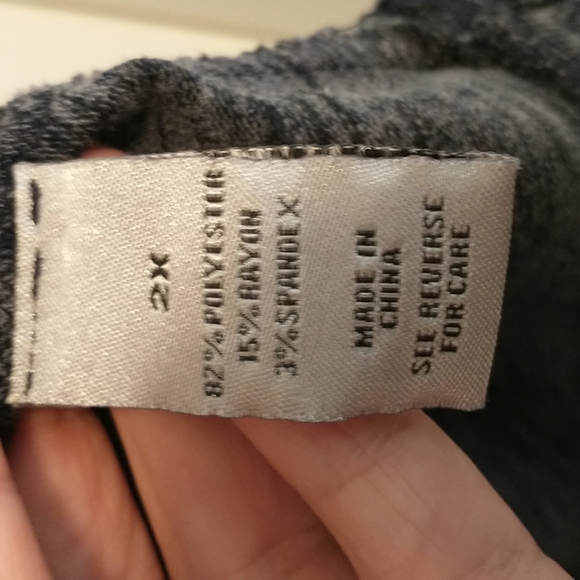 2X
82% POLYESTER
15% RAYON
3% SPANDEX
MADE IN
CHINA
SEE REVERSE
FOR CARE